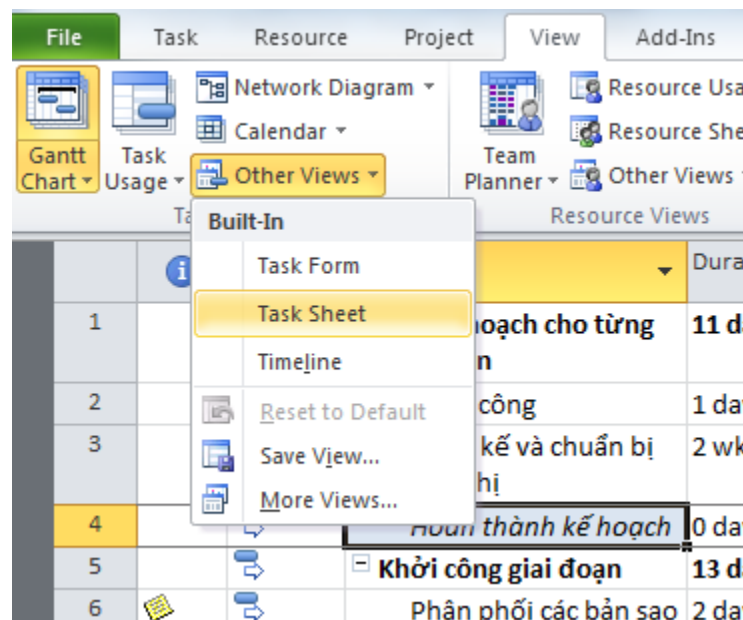 File Task Resource Project View Add-Ins
Network Diagram Resource Usa
Calendar Resource She
Gantt Chart Task Usage Other Views Team Planner Other Views
Ta Resource Views
Built-In
Task Form
Task Sheet
Timeline
Reset to Default
Save View...
More Views...
Dura
1 oạch cho từng 11 d
n
2 công 1 da
3 kế và chuẩn bị 2 wk
hị
4 Hoàn thành kế hoạch 0 da
5 Khởi công giai đoạn 13 d
6 Phân phối các bản sao 2 da